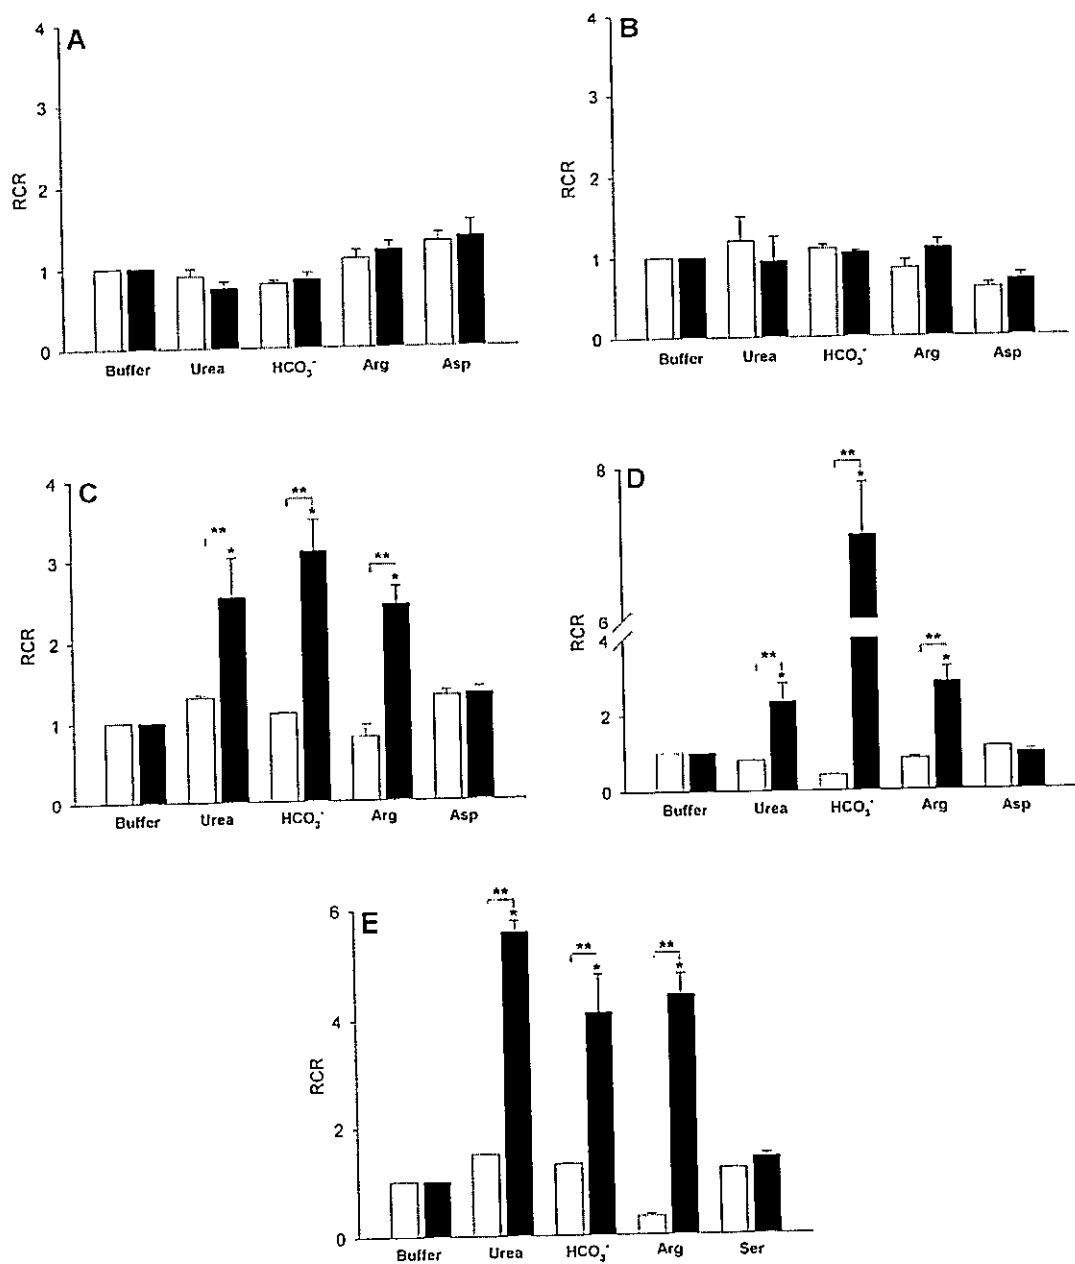 A
4
3
2
1
0
RCR
Buffer Urea HCO₃⁻ Arg Asp
B
4
3
2
1
0
RCR
Buffer Urea HCO₃⁻ Arg Asp
C
4
3
2
1
0
RCR
** ** **
* * *
Buffer Urea HCO₃⁻ Arg Asp
D
8
6
4
2
0
RCR
** ** **
* * *
Buffer Urea HCO₃⁻ Arg Asp
E
6
4
2
0
RCR
** ** **
* * *
Buffer Urea HCO₃⁻ Arg Ser